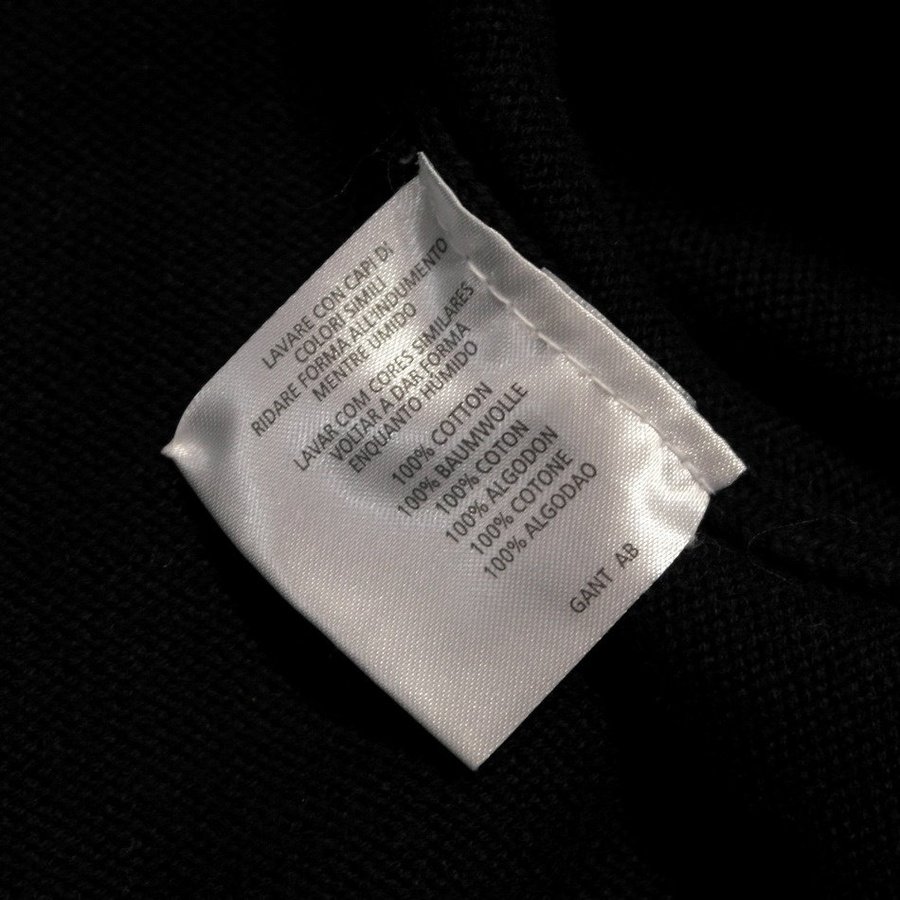 LAVARE CON CAPI DI
COLORI SIMILI
RIDARE FORMA ALL'INDUMENTO
MENTRE UMIDO
LAVAR COM CORES SIMILARES
VOLTAR A DAR FORMA
ENQUANTO HUMIDO
100% COTTON
100% BAUMWOLLE
100% COTON
100% ALGODON
100% COTONE
100% ALGODAO
GANT AB